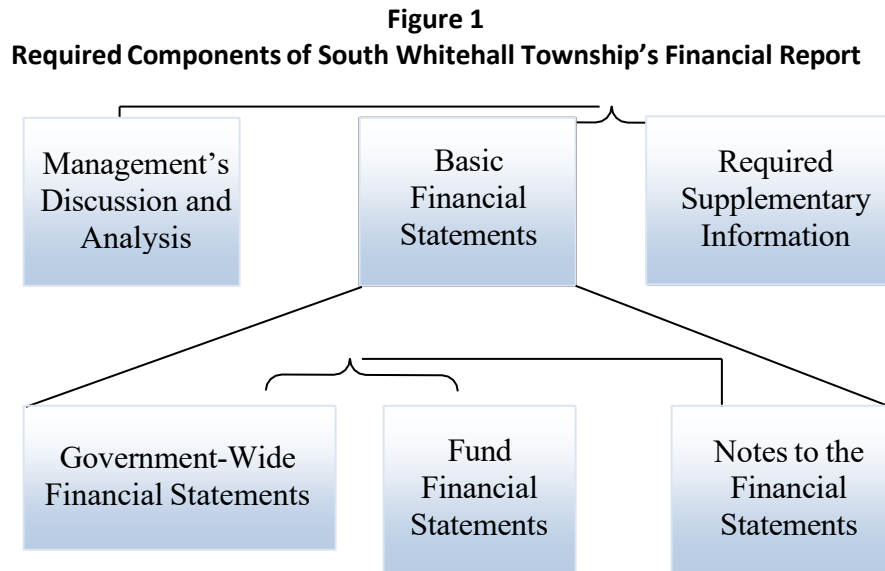 Figure 1
Required Components of South Whitehall Township’s Financial Report
Management’s
Discussion and
Analysis
Basic
Financial
Statements
Required
Supplementary
Information
Government-Wide
Financial Statements
Fund
Financial
Statements
Notes to the
Financial
Statements